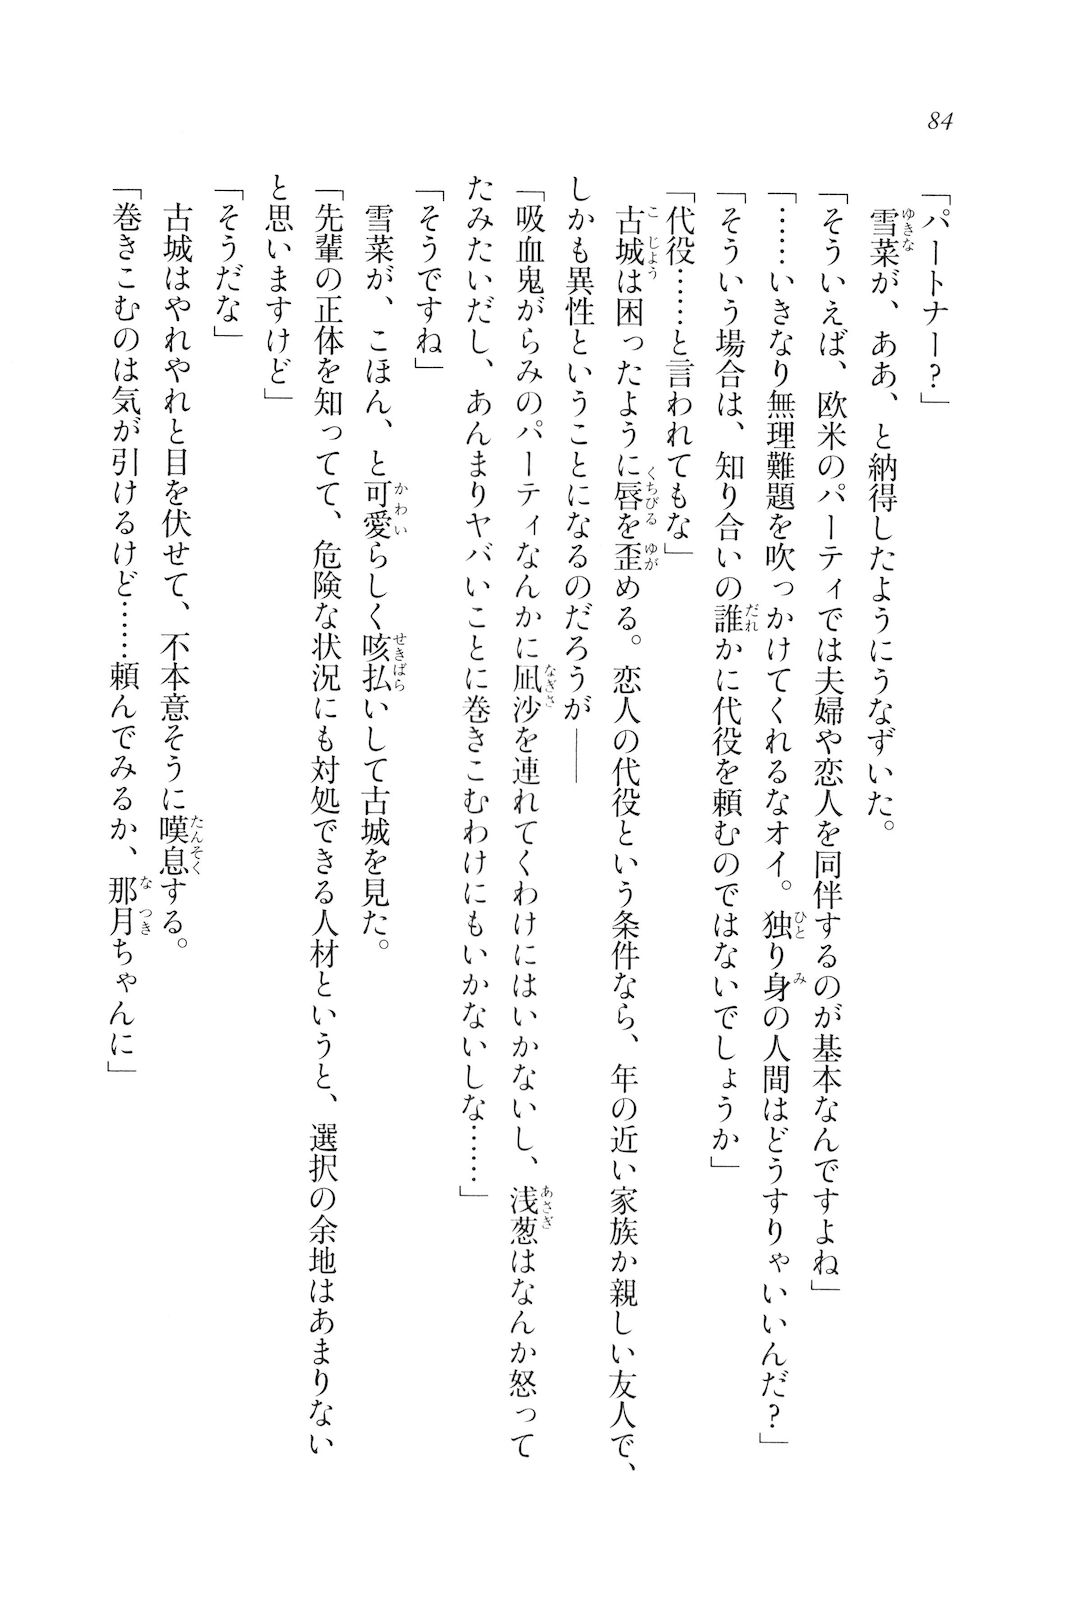 84
「パートナー?」
雪菜が、ああ、と納得したようにうなずいた。
「そういえば、欧米のパーティでは夫婦や恋人を同伴するのが基本なんですよね」
「……いきなり無理難題を吹っかけてくれるなオイ。独り身の人間はどうすりゃいいんだ?」
「そういう場合は、知り合いの誰かに代役を頼むのではないでしょうか」
「代役……と言われてもな」
古城は困ったように唇を歪める。恋人の代役という条件なら、年の近い家族か親しい友人で、
しかも異性ということになるのだろうが――
「吸血鬼がらみのパーティなんかに凪沙を連れてくわけにはいかないし、浅葱はなんか怒って
たみたいだし、あんまりヤバいことに巻きこむわけにもいかないしな……」
「そうですね」
雪菜が、こほん、と可愛らしく咳払いして古城を見た。
「先輩の正体を知ってて、危険な状況にも対処できる人材というと、選択の余地はあまりない
と思いますけど」
「そうだな」
古城はやれやれと目を伏せて、不本意そうに嘆息する。
「巻きこむのは気が引けるけど……頼んでみるか、那月ちゃんに」